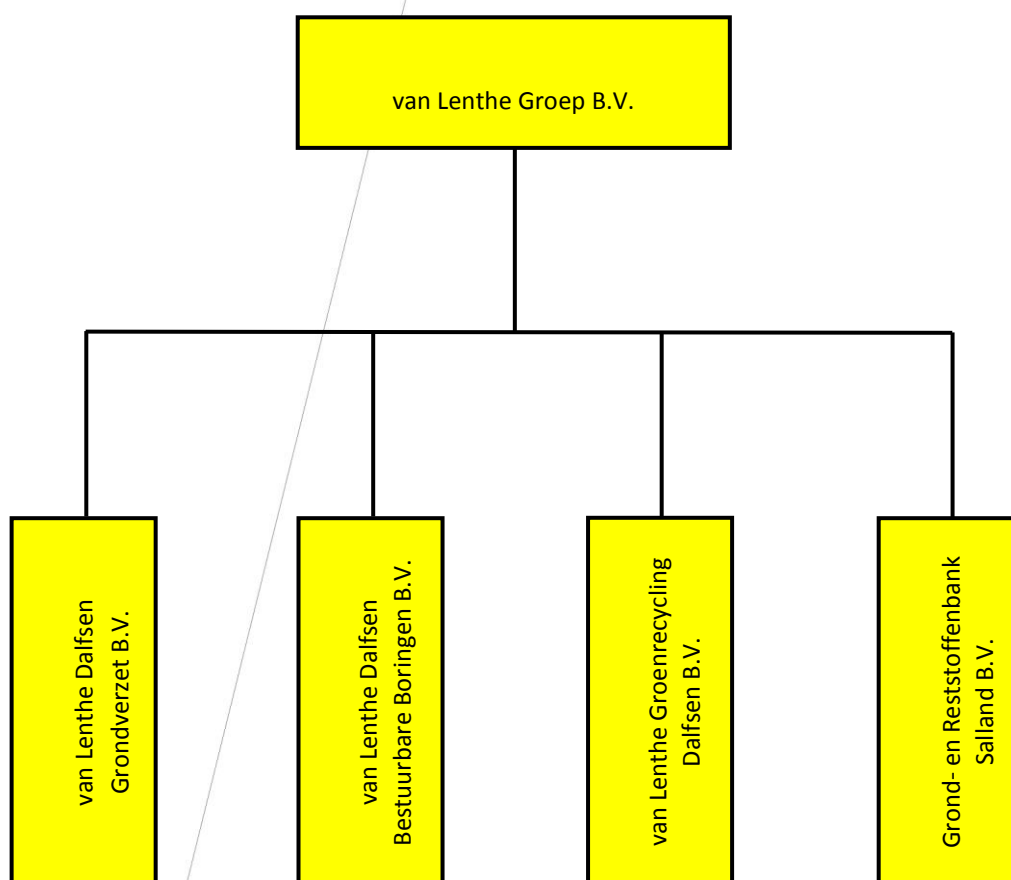 van Lenthe Groep B.V.
van Lenthe Dalfsen
Grondverzet B.V.
van Lenthe Dalfsen
Bestuurbare Boringen B.V.
van Lenthe Groenrecycling
Dalfsen B.V.
Grond- en Reststoffenbank
Salland B.V.